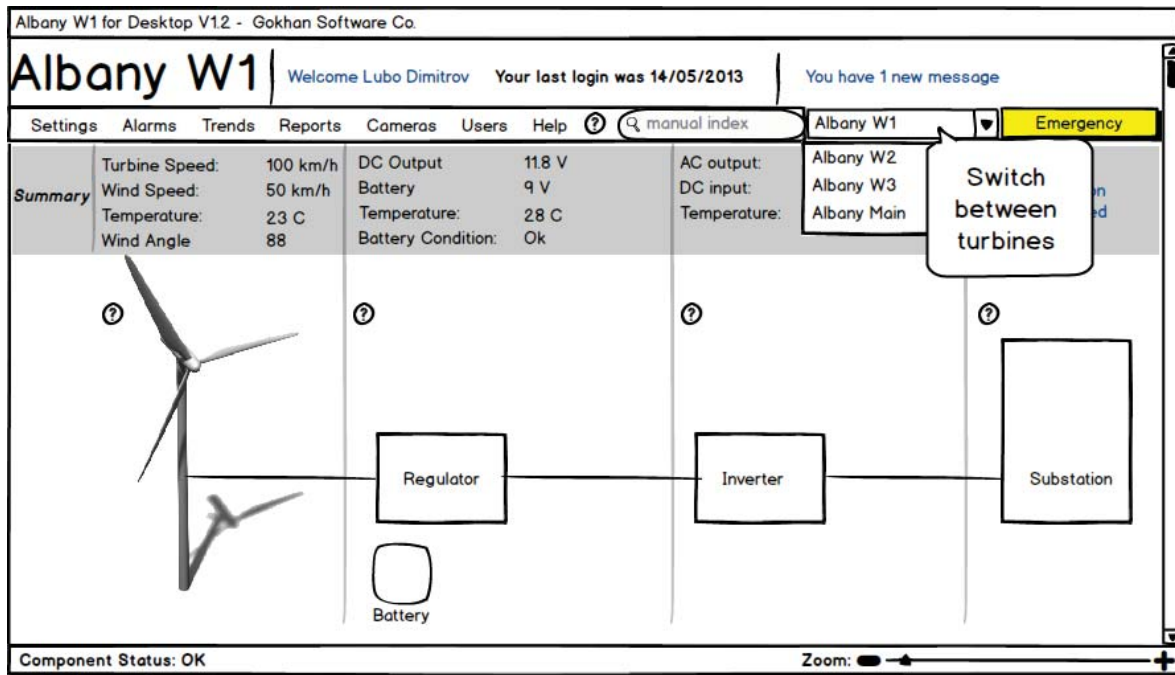 Albany W1 for Desktop V1.2 - Gokhan Software Co.
Albany W1
Welcome Lubo Dimitrov Your last login was 14/05/2013
You have 1 new message
Settings Alarms Trends Reports Cameras Users Help ? manual index Albany W1 Emergency
Summary
Turbine Speed: 100 km/h
Wind Speed: 50 km/h
Temperature: 23 C
Wind Angle 88
DC Output 11.8 V
Battery 9 V
Temperature: 28 C
Battery Condition: Ok
AC output:
DC input:
Temperature:
Albany W2
Albany W3
Albany Main
Switch
between
turbines
? ? ? ?
Regulator
Inverter
Substation
Battery
Component Status: OK
Zoom: